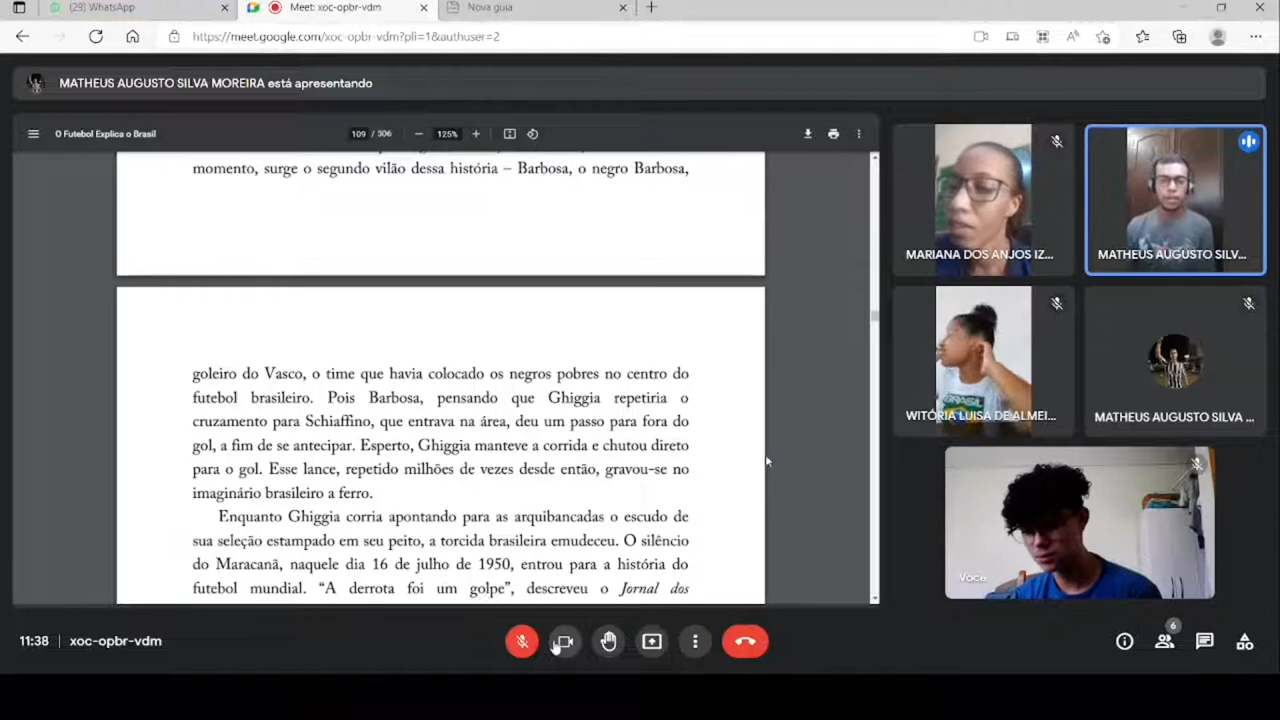 (29) WhatsApp
Meet: xoc-opbr-vdm
Nova guia
https://meet.google.com/xoc-opbr-vdm?pli=1&authuser=2
MATHEUS AUGUSTO SILVA MOREIRA está apresentando
O Futebol Explica o Brasil
109 / 306
125%
momento, surge o segundo vilão dessa história – Barbosa, o negro Barbosa,
goleiro do Vasco, o time que havia colocado os negros pobres no centro do
futebol brasileiro. Pois Barbosa, pensando que Ghiggia repetiria o
cruzamento para Schiaffino, que entrava na área, deu um passo para fora do
gol, a fim de se antecipar. Esperto, Ghiggia manteve a corrida e chutou direto
para o gol. Esse lance, repetido milhões de vezes desde então, gravou-se no
imaginário brasileiro a ferro.
Enquanto Ghiggia corria apontando para as arquibancadas o escudo de
sua seleção estampado em seu peito, a torcida brasileira emudeceu. O silêncio
do Maracanã, naquele dia 16 de julho de 1950, entrou para a história do
futebol mundial. “A derrota foi um golpe”, descreveu o Jornal dos
MARIANA DOS ANJOS IZ...
MATHEUS AUGUSTO SILV...
BRASIL
WITÓRIA LUISA DE ALMEI...
MATHEUS AUGUSTO SILVA ...
Você
11:38
xoc-opbr-vdm
6